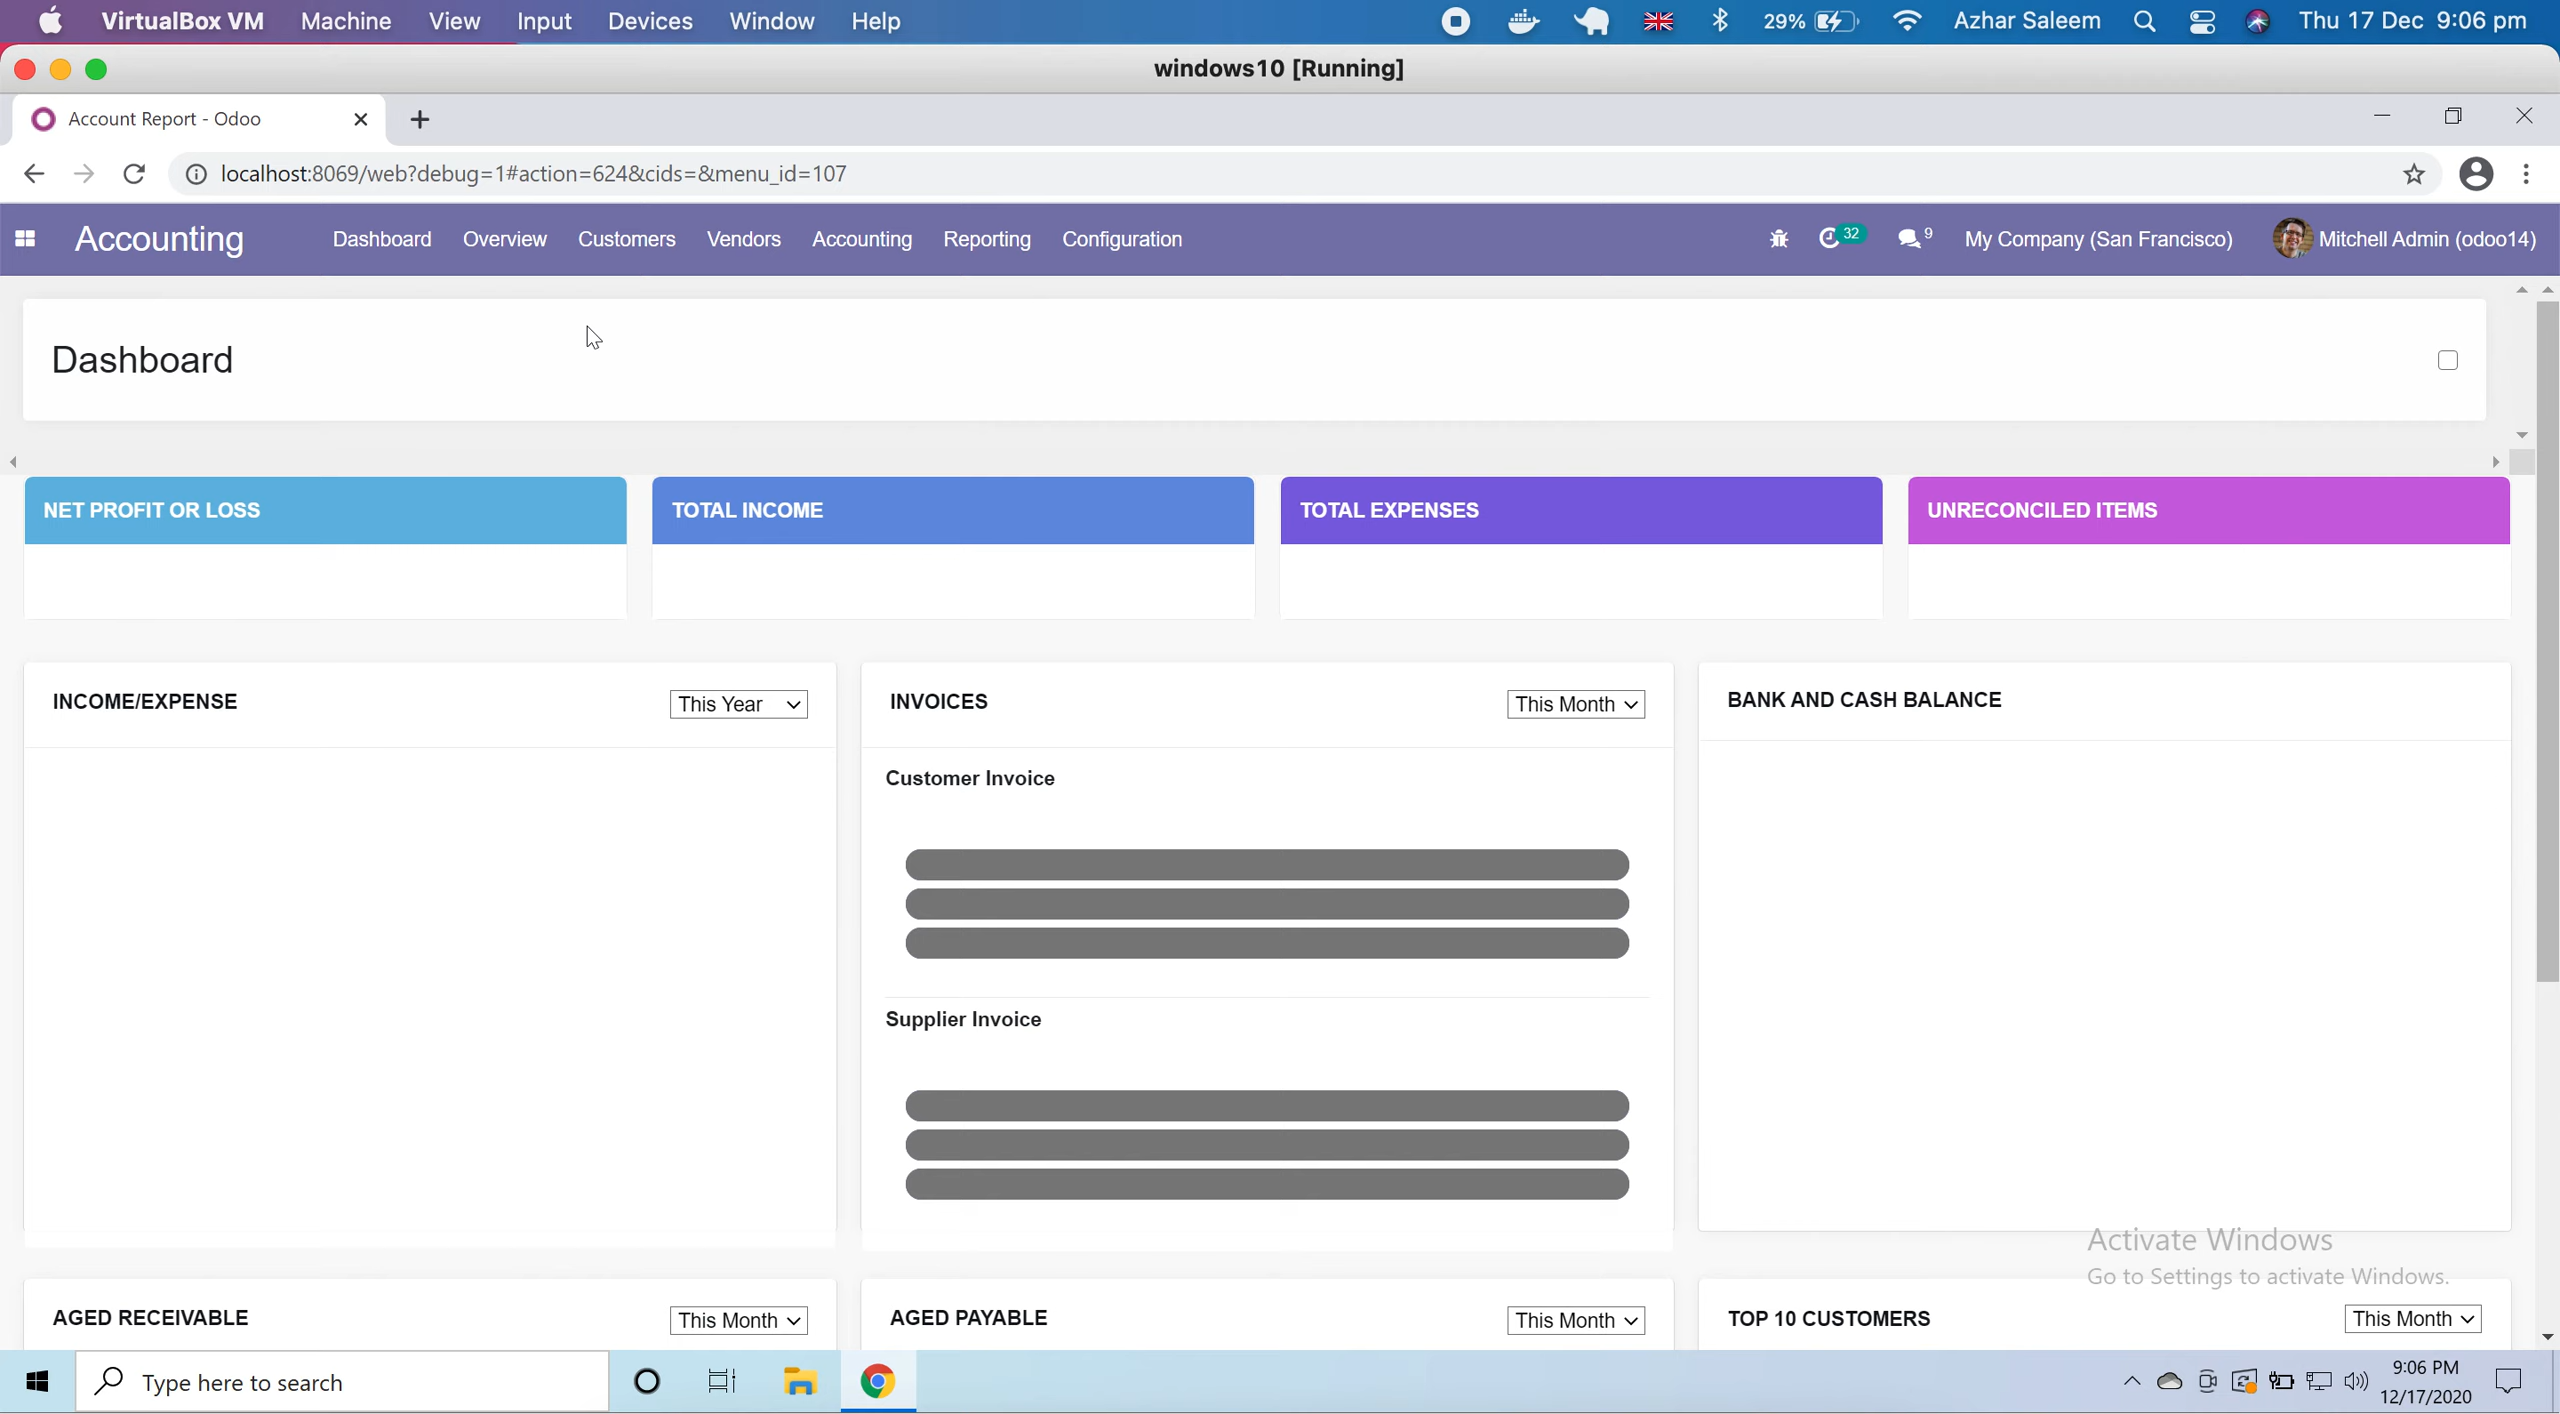 VirtualBox VM Machine View Input Devices Window Help 29% Azhar Saleem Thu 17 Dec 9:06 pm
windows10 [Running]
Account Report - Odoo
localhost:8069/web?debug=1#action=624&cids=&menu_id=107
Accounting Dashboard Overview Customers Vendors Accounting Reporting Configuration 32 9 My Company (San Francisco) Mitchell Admin (odoo14)
Dashboard
NET PROFIT OR LOSS TOTAL INCOME TOTAL EXPENSES UNRECONCILED ITEMS
INCOME/EXPENSE This Year INVOICES This Month BANK AND CASH BALANCE
Customer Invoice
Supplier Invoice
Activate Windows
Go to Settings to activate Windows.
AGED RECEIVABLE This Month AGED PAYABLE This Month TOP 10 CUSTOMERS This Month
Type here to search
9:06 PM
12/17/2020